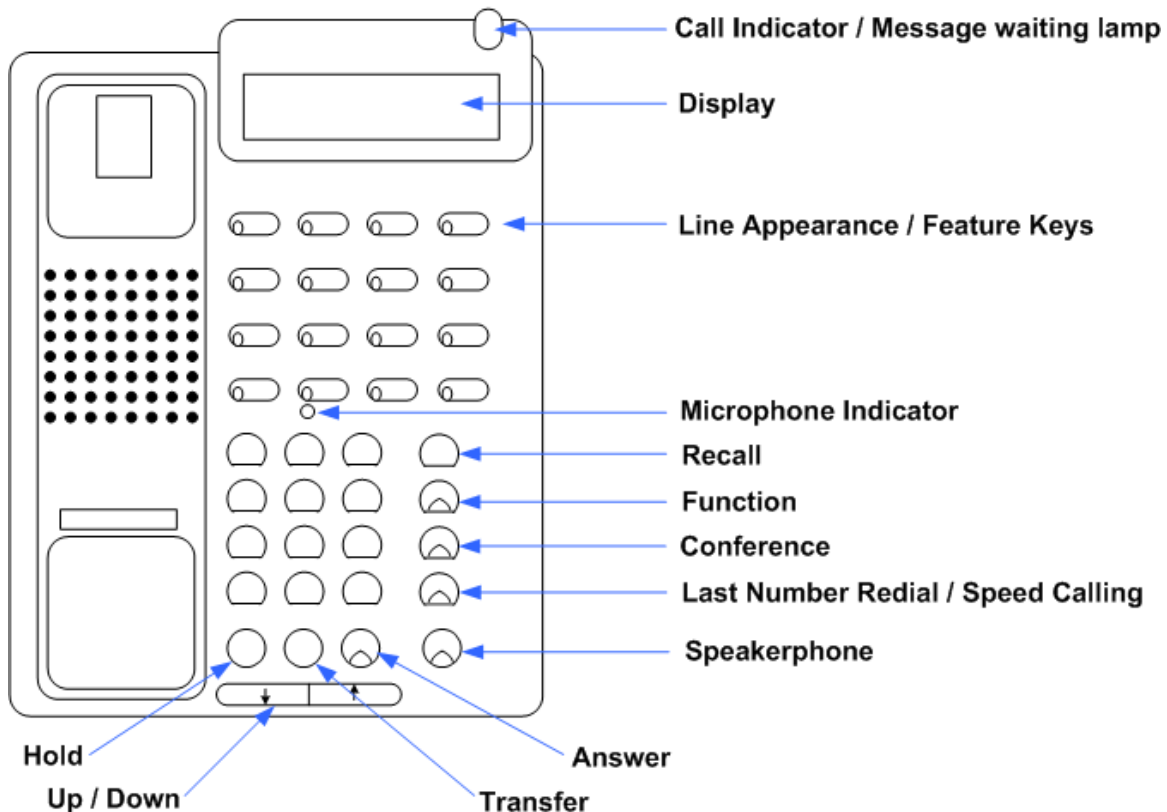 Call Indicator / Message waiting lamp
Display
Line Appearance / Feature Keys
Microphone Indicator
Recall
Function
Conference
Last Number Redial / Speed Calling
Speakerphone
Hold
Answer
Up / Down
Transfer